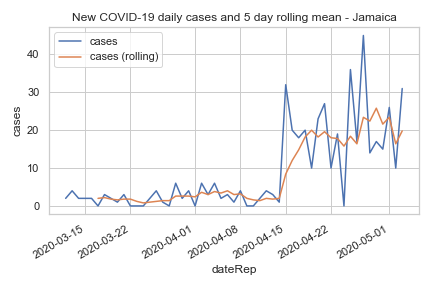 New COVID-19 daily cases and 5 day rolling mean - Jamaica
cases
cases (rolling)
cases
40
30
20
10
0
2020-03-15
2020-03-22
2020-04-01
2020-04-08
2020-04-15
2020-04-22
2020-05-01
dateRep